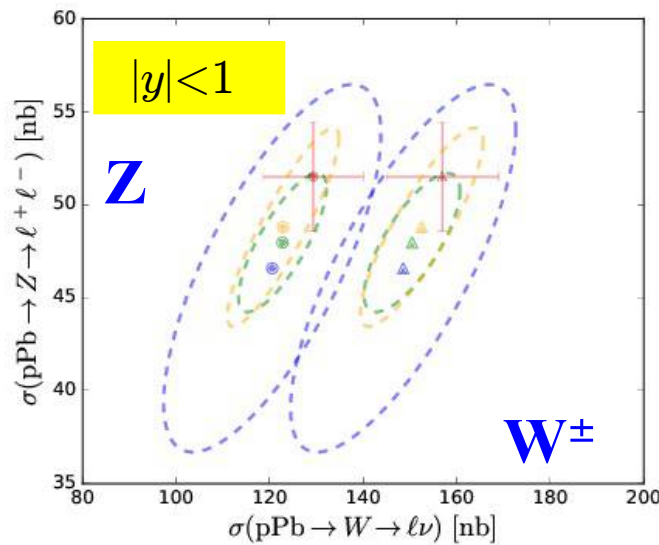 60
|y|<1
55
Z
50
45
40
W±
35
80 100 120 140 160 180 200
σ(pPb→W→ℓν) [nb]
σ(pPb→Z→ℓ⁺ℓ⁻) [nb]